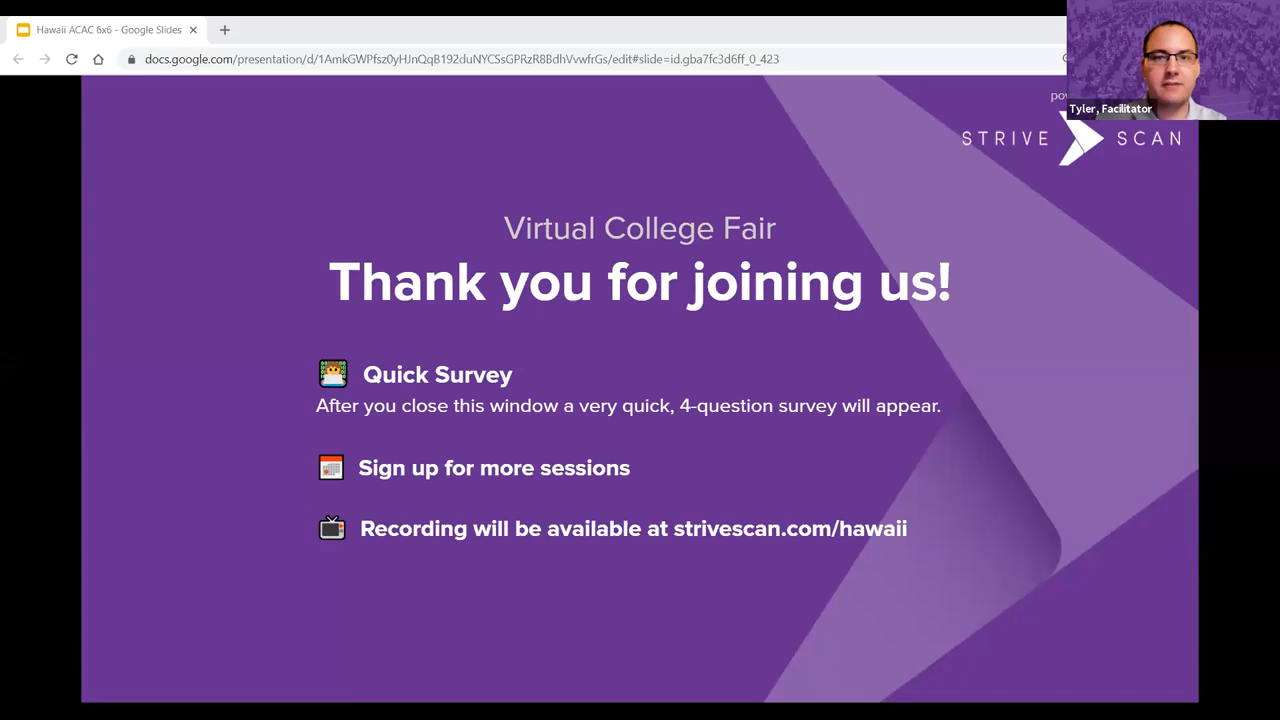 Hawaii ACAC 6x6 - Google Slides
docs.google.com/presentation/d/1AmkGWPfsz0yHJnQqB192duNYCSsGPRzR8BdhVvwfrGs/edit#slide=id.gba7fc3d6ff_0_423
Tyler, Facilitator
STRIVE SCAN
Virtual College Fair
Thank you for joining us!
Quick Survey
After you close this window a very quick, 4-question survey will appear.
Sign up for more sessions
Recording will be available at strivescan.com/hawaii